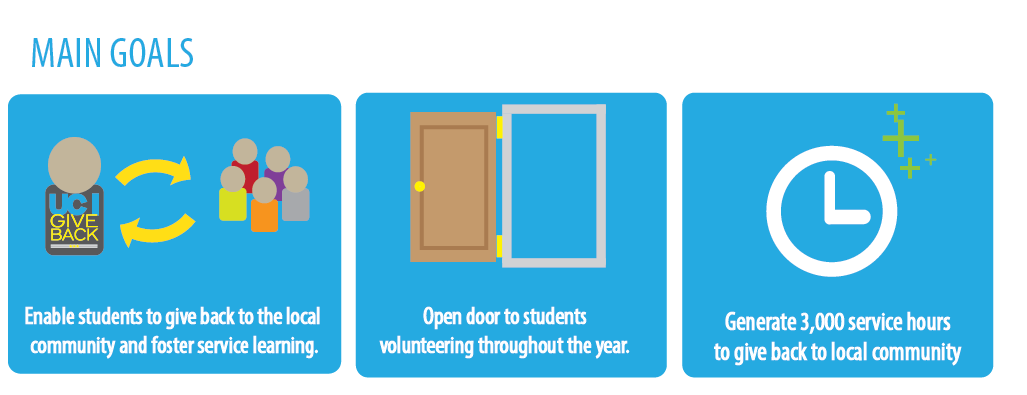 MAIN GOALS
UCI
GIVE
BACK
Enable students to give back to the local
community and foster service learning.
Open door to students
volunteering throughout the year.
Generate 3,000 service hours
to give back to local community